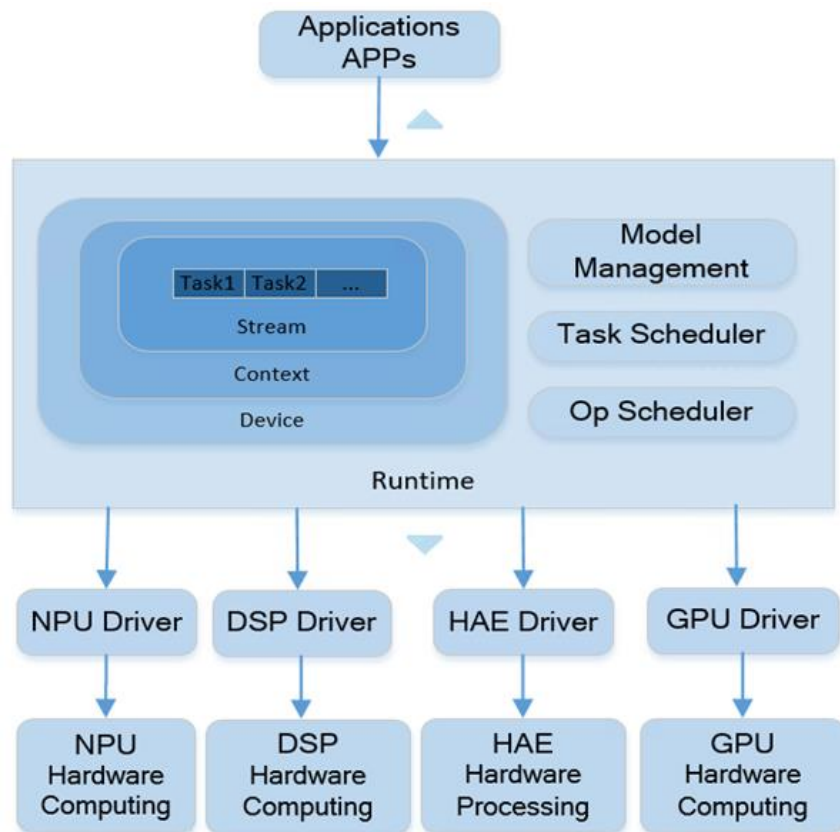 Applications
APPs
Task1 Task2 ...
Stream
Context
Device
Model
Management
Task Scheduler
Op Scheduler
Runtime
NPU Driver
DSP Driver
HAE Driver
GPU Driver
NPU
Hardware
Computing
DSP
Hardware
Computing
HAE
Hardware
Processing
GPU
Hardware
Computing